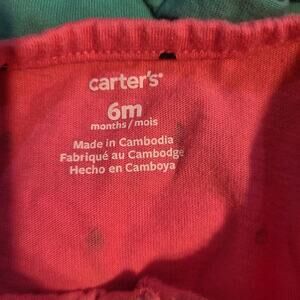 carter's
6m
months/mois
Made in Cambodia
Fabriqué au Cambodge
Hecho en Camboya